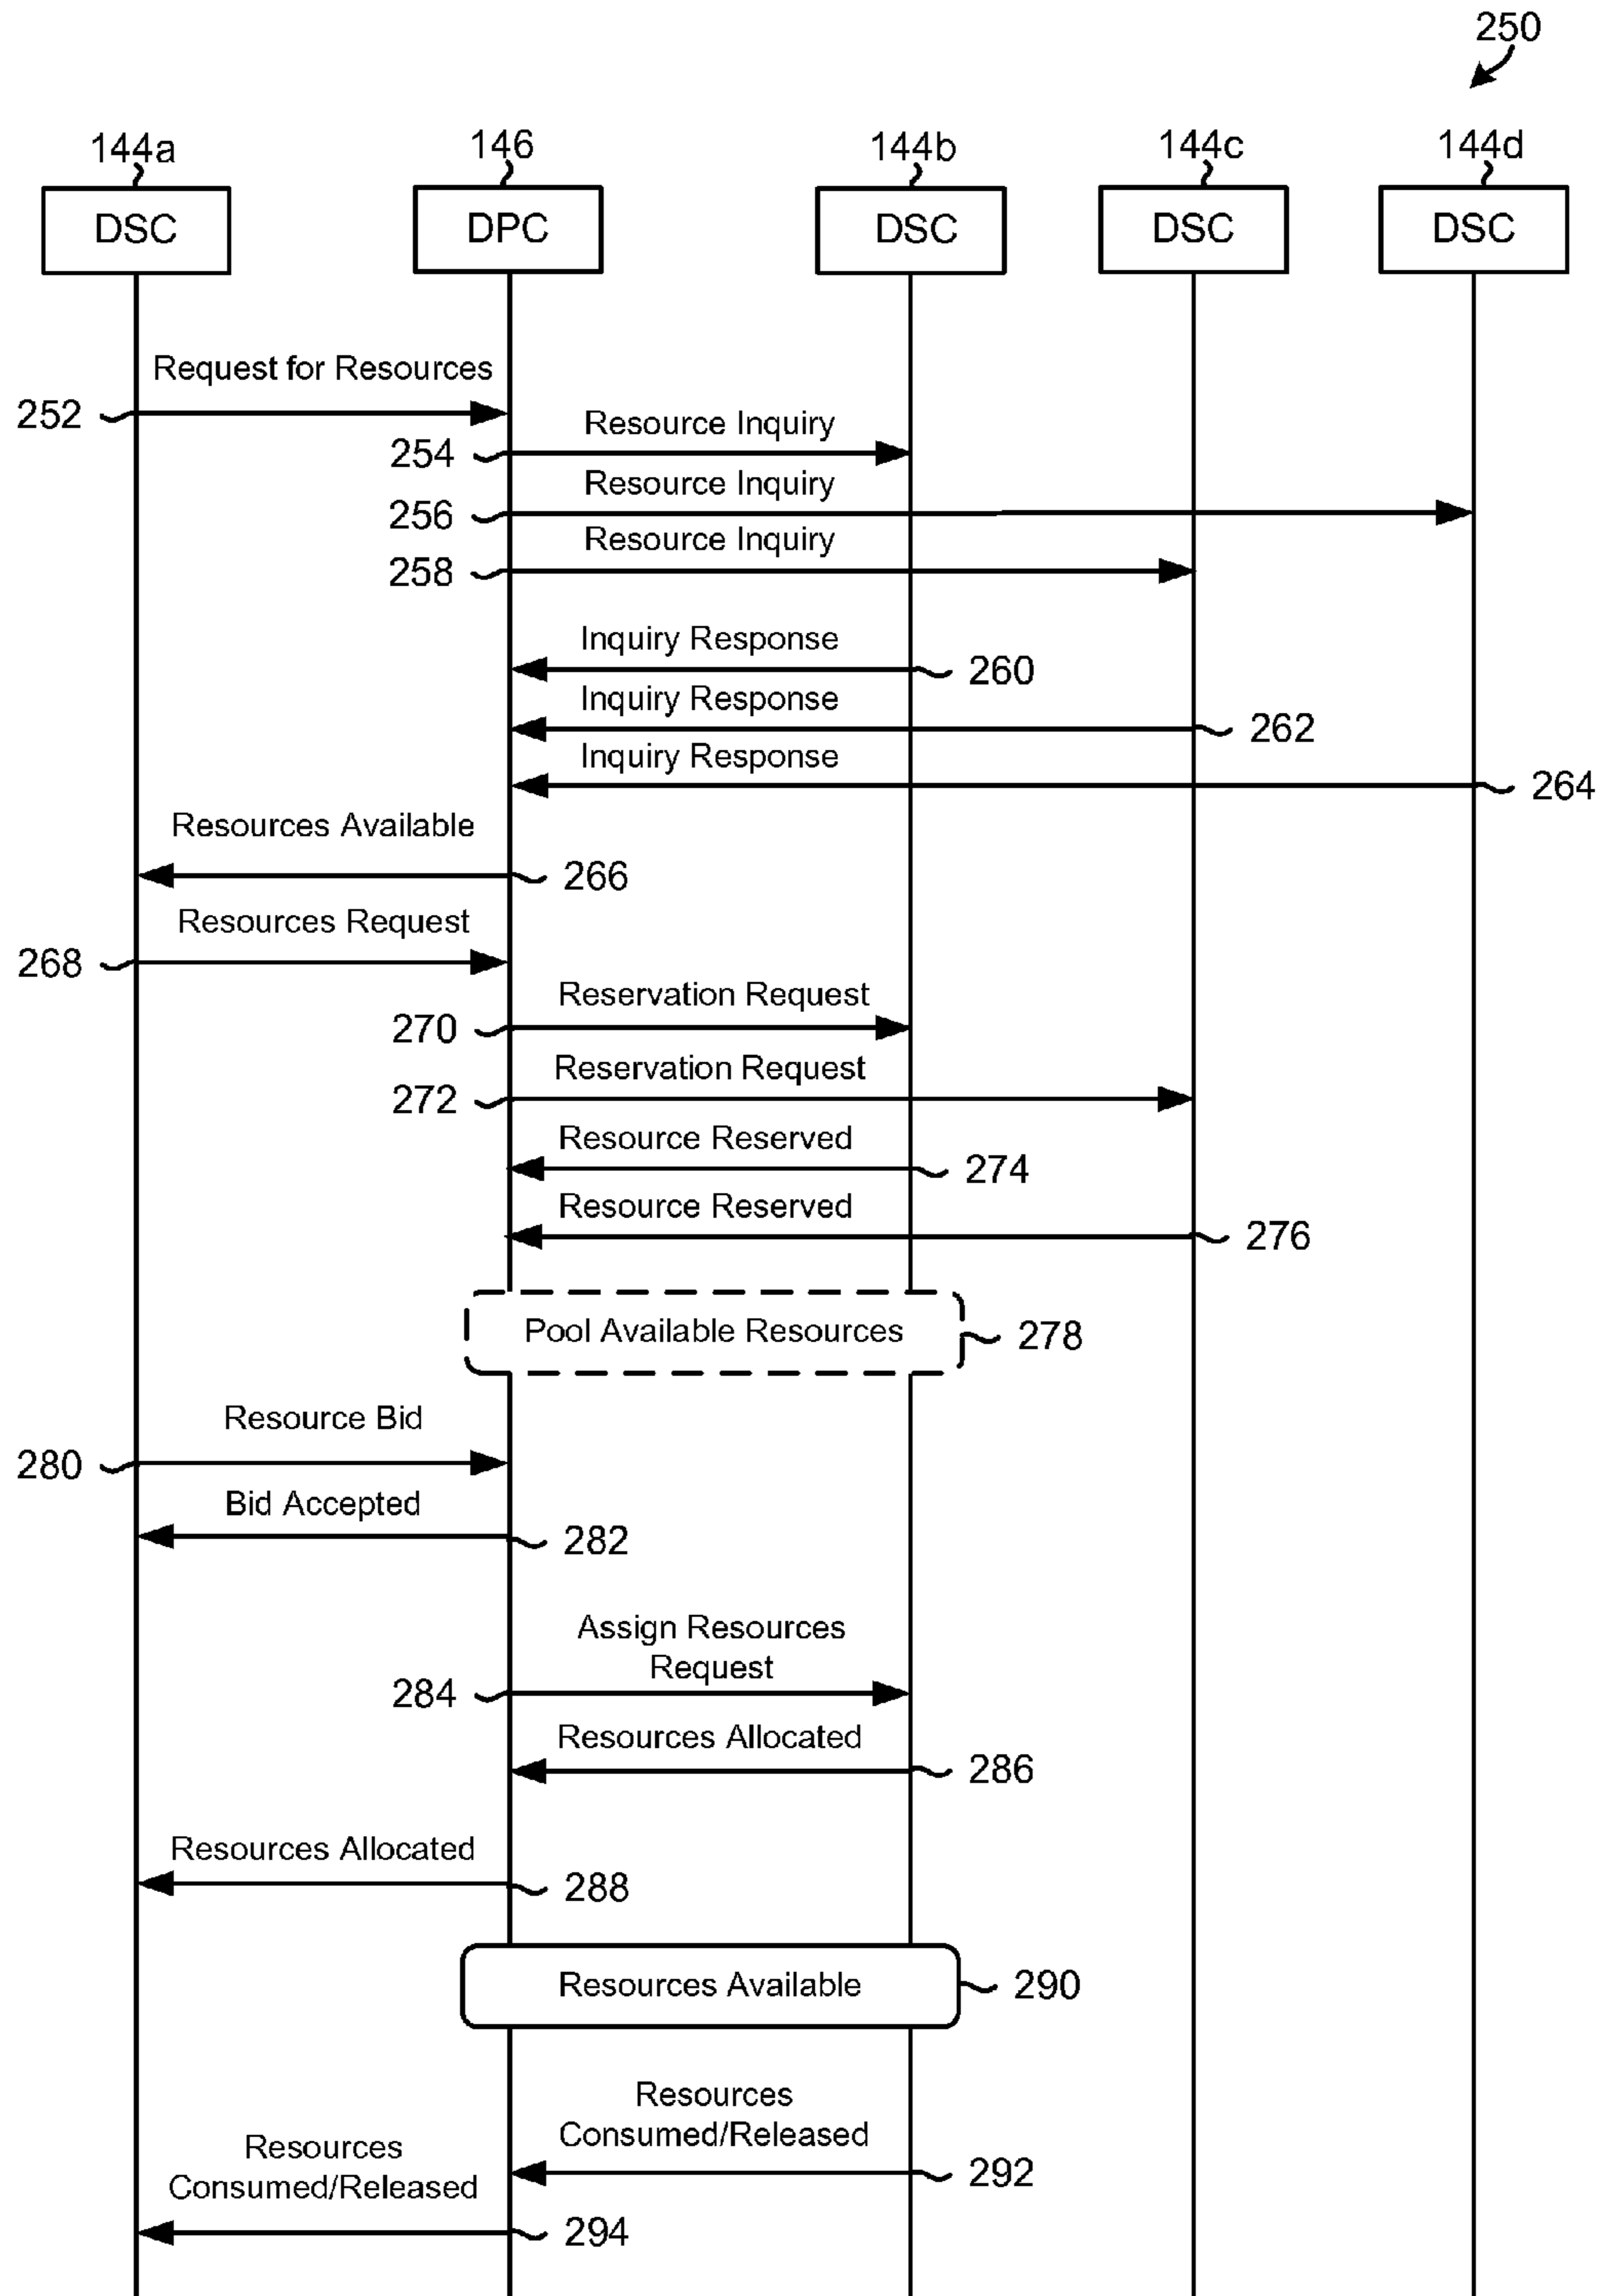 250
144a
146
144b
144c
144d
DSC
DPC
DSC
DSC
DSC
Request for Resources
252
Resource Inquiry
254
Resource Inquiry
256
Resource Inquiry
258
Inquiry Response
260
Inquiry Response
262
Inquiry Response
264
Resources Available
266
Resources Request
268
Reservation Request
270
Reservation Request
272
Resource Reserved
274
Resource Reserved
276
Pool Available Resources
278
Resource Bid
280
Bid Accepted
282
Assign Resources
Request
284
Resources Allocated
286
Resources Allocated
288
Resources Available
290
Resources
Consumed/Released
292
Resources
Consumed/Released
294